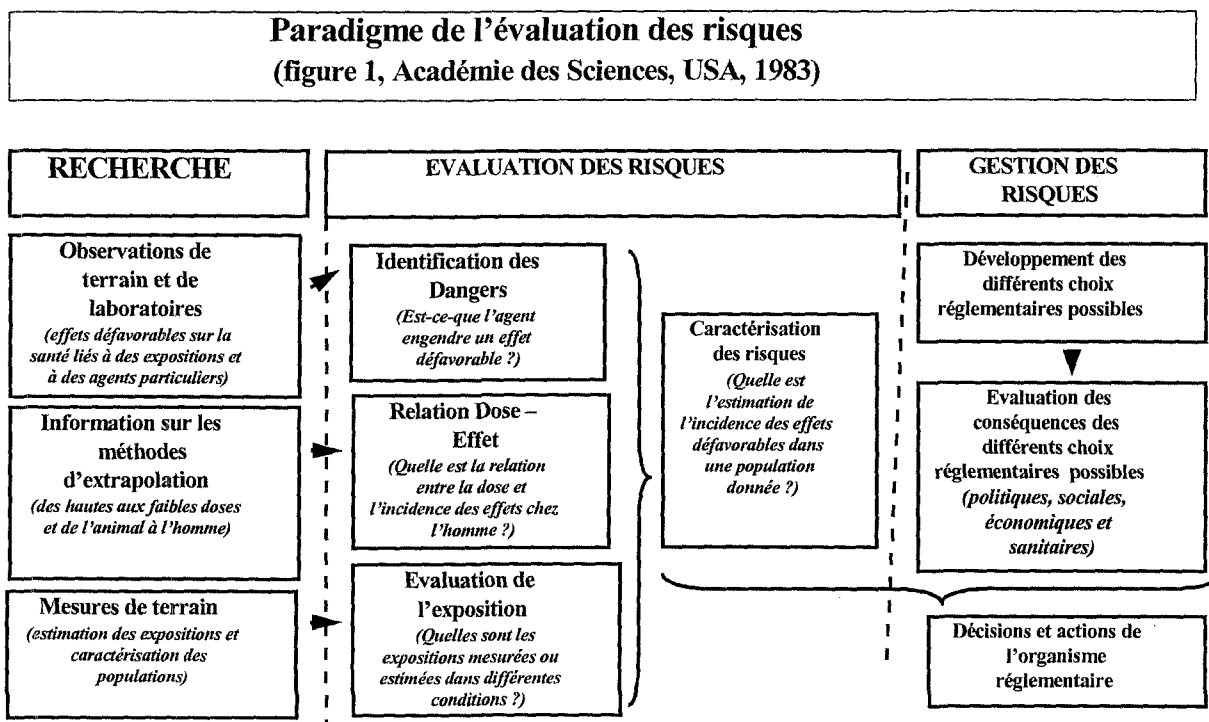 Paradigme de l'évaluation des risques
(figure 1, Académie des Sciences, USA, 1983)
RECHERCHE
EVALUATION DES RISQUES
GESTION DES
RISQUES
Observations de
terrain et de
laboratoires
(effets défavorables sur la
santé liés à des expositions et
à des agents particuliers)
Information sur les
méthodes
d'extrapolation
(des hautes aux faibles doses
et de l'animal à l'homme)
Mesures de terrain
(estimation des expositions et
caractérisation des
populations)
Identification des
Dangers
(Est-ce-que l'agent
engendre un effet
défavorable ?)
Relation Dose –
Effet
(Quelle est la relation
entre la dose et
l'incidence des effets chez
l'homme ?)
Evaluation de
l'exposition
(Quelles sont les
expositions mesurées ou
estimées dans différentes
conditions ?)
Caractérisation
des risques
(Quelle est
l'estimation de
l'incidence des effets
défavorables dans
une population
donnée ?)
Développement des
différents choix
réglementaires possibles
Evaluation des
conséquences des
différents choix
réglementaires possibles
(politiques, sociales,
économiques et
sanitaires)
Décisions et actions de
l'organisme
réglementaire